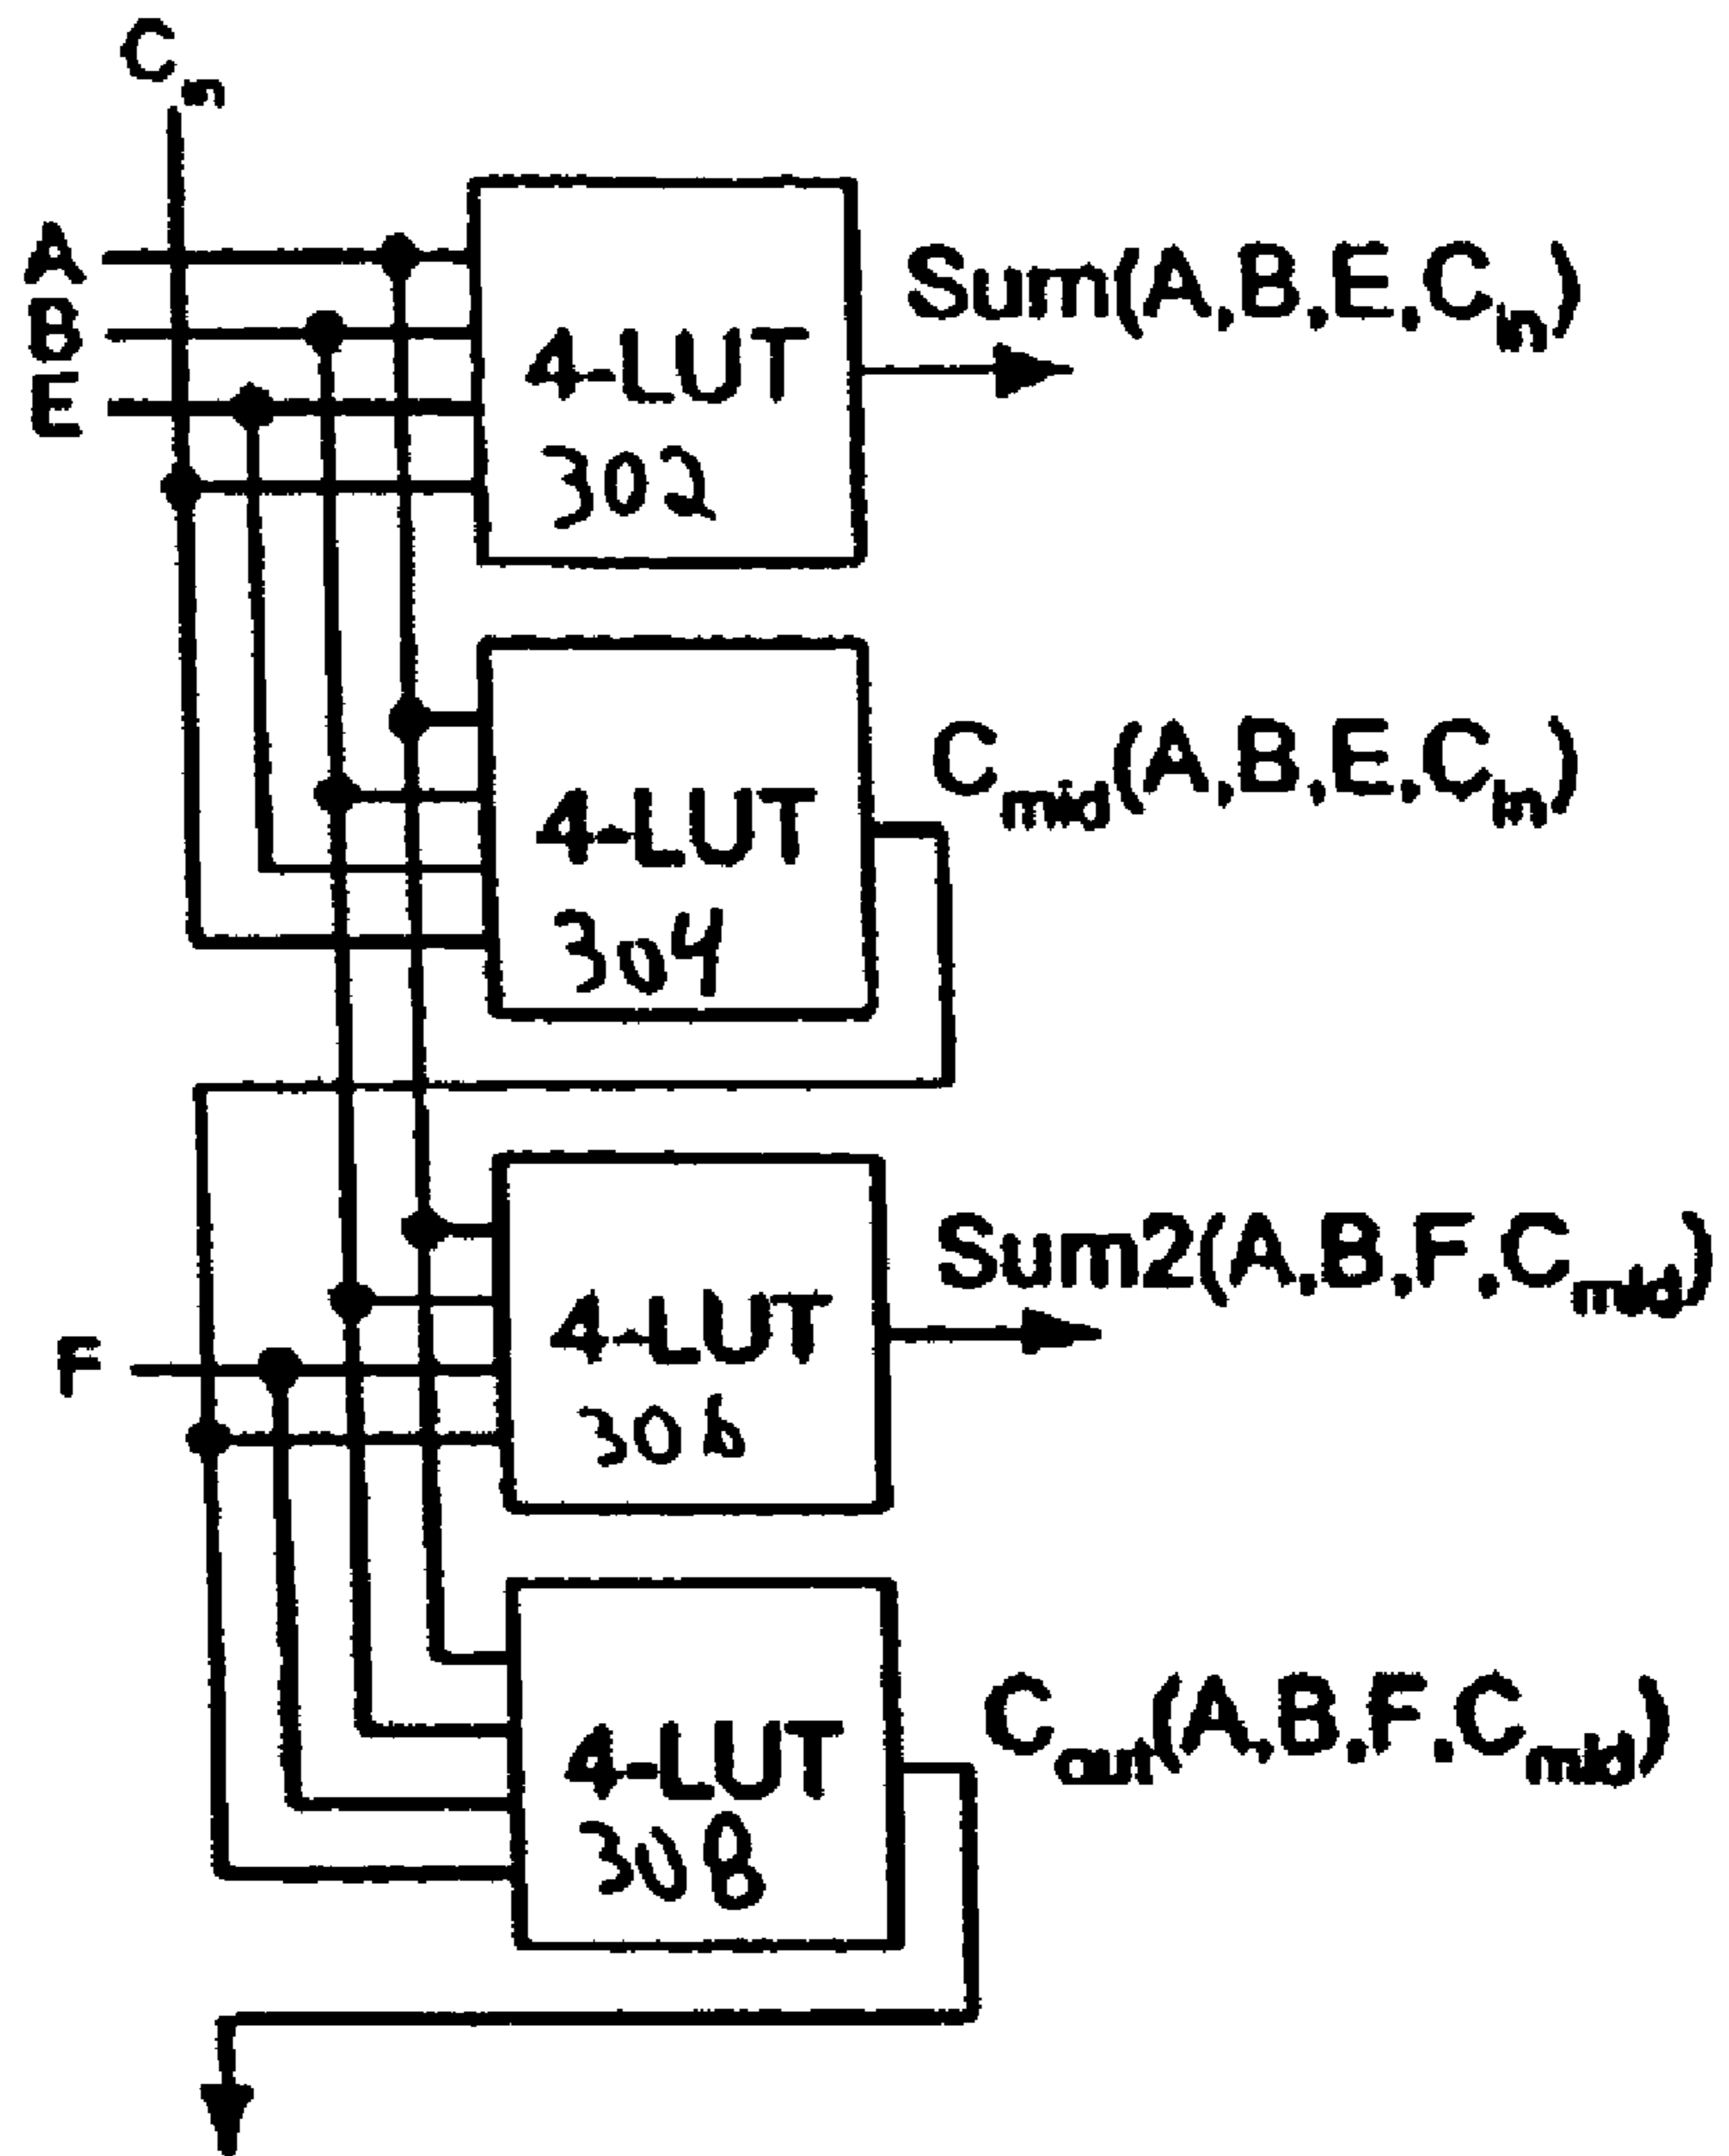 Cin
A
B
E
4-LUT
302
Sum(A,B,E,Cin)
4-LUT
304
Cmid(A,B,E,Cin)
F
4-LUT
306
Sum2(A,B,F,Cmid)
4-LUT
308
(A,B,F,Cmid)